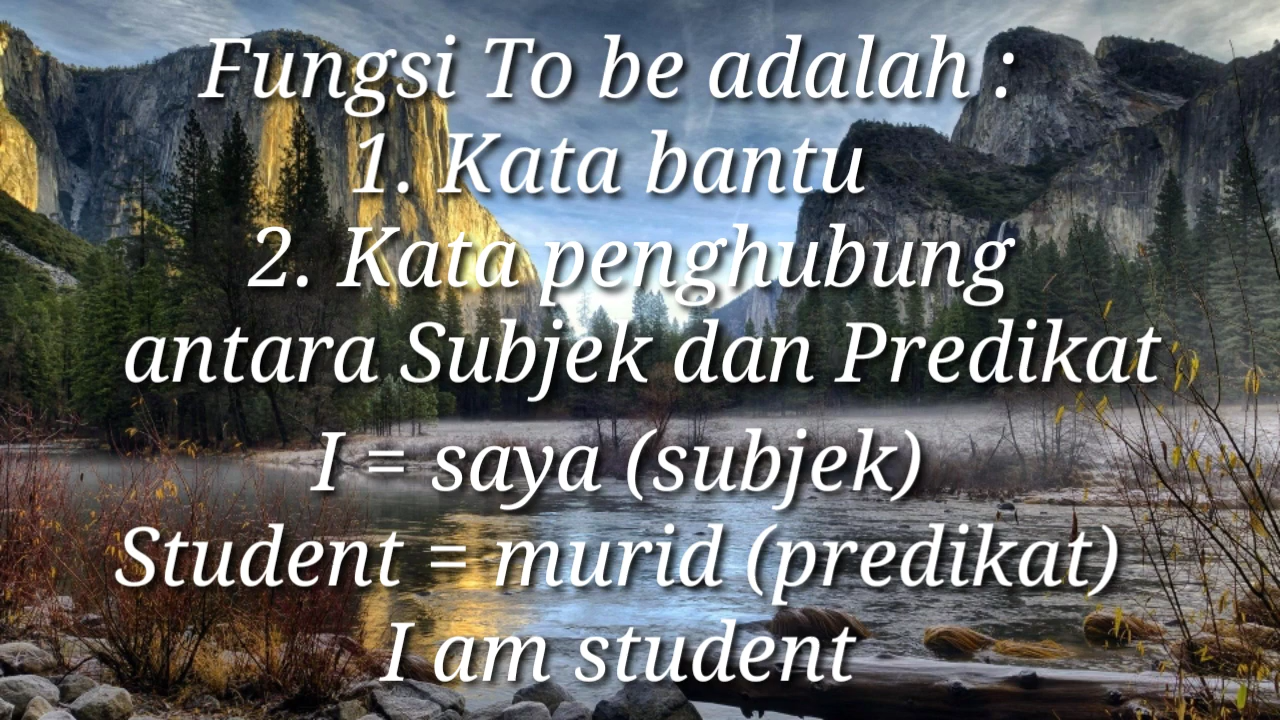 Fungsi To be adalah :
1. Kata bantu
2. Kata penghubung
antara Subjek dan Predikat
I = saya (subjek)
Student = murid (predikat)
I am student